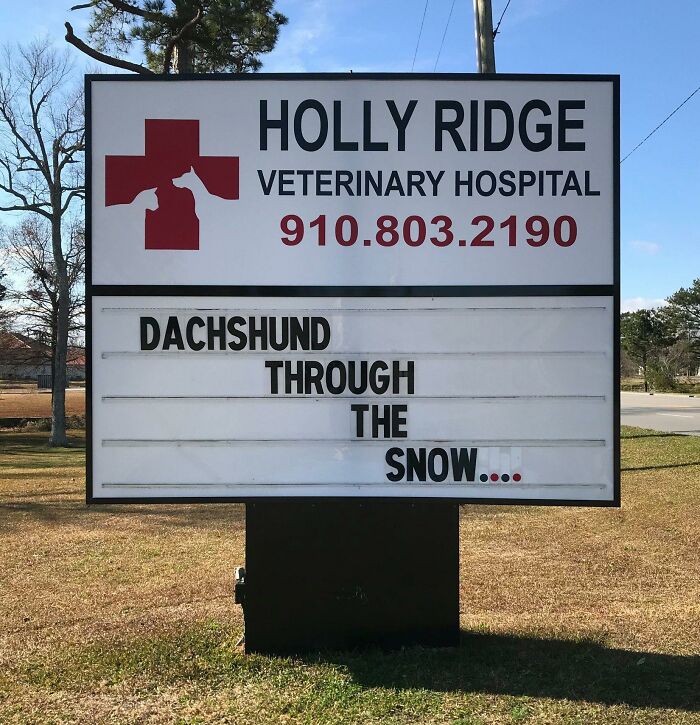 HOLLY RIDGE
VETERINARY HOSPITAL
910.803.2190
DACHSHUND
THROUGH
THE
SNOW....